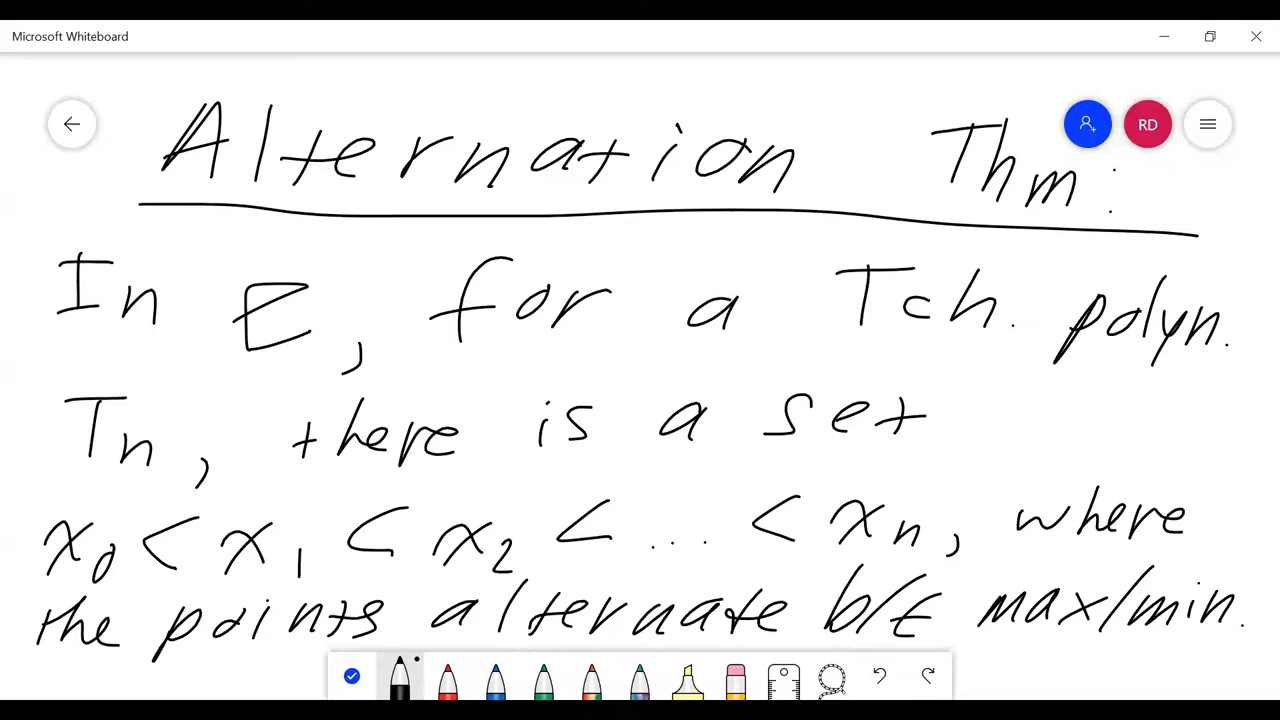 Microsoft Whiteboard
Alternation Thm:
RD
In E, for a Tch. polyn.
Tn, there is a set
x0 < x1 < x2 < ... < xn, where
the points alternate b/t max/min.